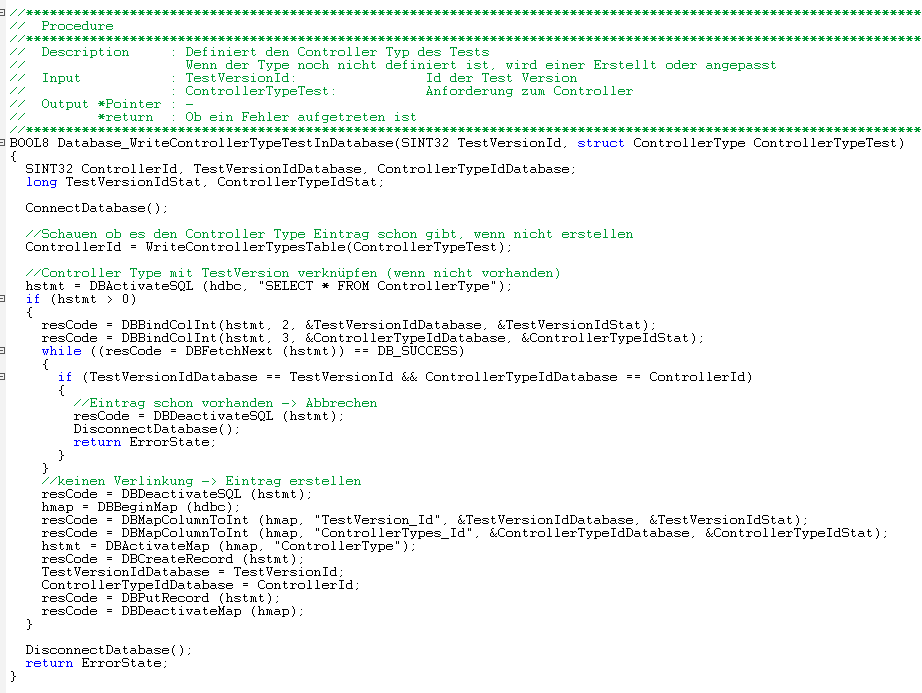 //*****************************************************************************************************************
//  Procedure
//*****************************************************************************************************************
//  Description     : Definiert den Controller Typ des Tests
//                    Wenn der Type noch nicht definiert ist, wird einer Erstellt oder angepasst
//  Input           : TestVersionId:                Id der Test Version
//                  : ControllerTypeTest:           Anforderung zum Controller
//  Output *Pointer : -
//         *return  : Ob ein Fehler aufgetreten ist
//*****************************************************************************************************************
BOOL8 Database_WriteControllerTypeTestInDatabase(SINT32 TestVersionId, struct ControllerType ControllerTypeTest)
{
  SINT32 ControllerId, TestVersionIdDatabase, ControllerTypeIdDatabase;
  long TestVersionIdStat, ControllerTypeIdStat;

  ConnectDatabase();

  //Schauen ob es den Controller Type Eintrag schon gibt, wenn nicht erstellen
  ControllerId = WriteControllerTypesTable(ControllerTypeTest);

  //Controller Type mit TestVersion verknüpfen (wenn nicht vorhanden)
  hstmt = DBActivateSQL (hdbc, "SELECT * FROM ControllerType");
  if (hstmt > 0)
  {
    resCode = DBBindColInt(hstmt, 2, &TestVersionIdDatabase, &TestVersionIdStat);
    resCode = DBBindColInt(hstmt, 3, &ControllerTypeIdDatabase, &ControllerTypeIdStat);
    while ((resCode = DBFetchNext (hstmt)) == DB_SUCCESS)
    {
      if (TestVersionIdDatabase == TestVersionId && ControllerTypeIdDatabase == ControllerId)
      {
        //Eintrag schon vorhanden -> Abbrechen
        resCode = DBDeactivateSQL (hstmt);
        DisconnectDatabase();
        return ErrorState;
      }
    }
    //keinen Verlinkung -> Eintrag erstellen
    resCode = DBDeactivateSQL (hstmt);
    hmap = DBBeginMap (hdbc);
    resCode = DBMapColumnToInt (hmap, "TestVersion_Id", &TestVersionIdDatabase, &TestVersionIdStat);
    resCode = DBMapColumnToInt (hmap, "ControllerTypes_Id", &ControllerTypeIdDatabase, &ControllerTypeIdStat);
    hstmt = DBActivateMap (hmap, "ControllerType");
    resCode = DBCreateRecord (hstmt);
    TestVersionIdDatabase = TestVersionId;
    ControllerTypeIdDatabase = ControllerId;
    resCode = DBPutRecord (hstmt);
    resCode = DBDeactivateMap (hmap);
  }

  DisconnectDatabase();
  return ErrorState;
}